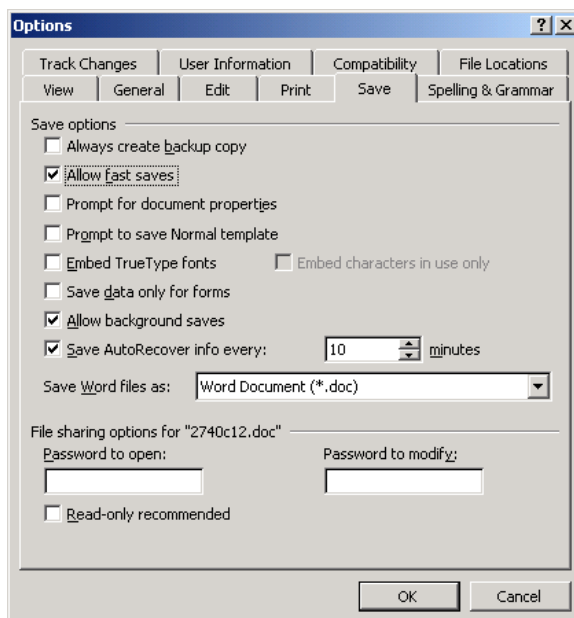 Options
Track Changes User Information Compatibility File Locations
View General Edit Print Save Spelling & Grammar
Save options
Always create backup copy
Allow fast saves
Prompt for document properties
Prompt to save Normal template
Embed TrueType fonts Embed characters in use only
Save data only for forms
Allow background saves
Save AutoRecover info every: 10 minutes
Save Word files as: Word Document (*.doc)
File sharing options for "2740c12.doc"
Password to open: Password to modify:
Read-only recommended
OK Cancel